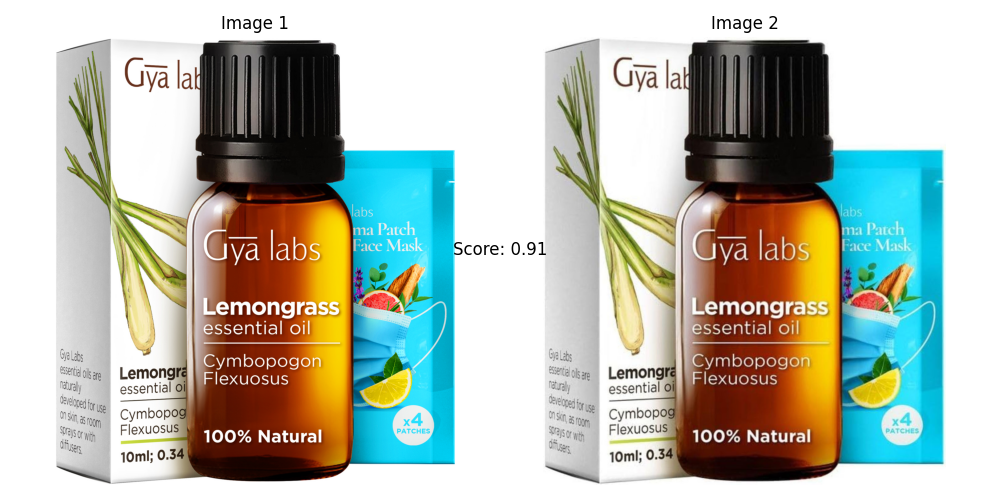 Image 1
Gya lab
Gya labs
Lemongrass
essential oil
Cymbopogon
Flexuosus
100% Natural
Gya Labs
essential oils are
naturally
developed for use
on skin, as room
sprays or with
diffusers.
Lemongra
essential oi
Cymbopog
Flexuosus
10ml; 0.34
labs
ma Patch
Face Mask
x4
PATCHES
Score: 0.91
Image 2
Gya lab
Gya labs
Lemongrass
essential oil
Cymbopogon
Flexuosus
100% Natural
Gya Labs
essential oils are
naturally
developed for use
on skin, as room
sprays or with
diffusers.
Lemongra
essential oi
Cymbopog
Flexuosus
10ml; 0.34
labs
ma Patch
Face Mask
x4
PATCHES